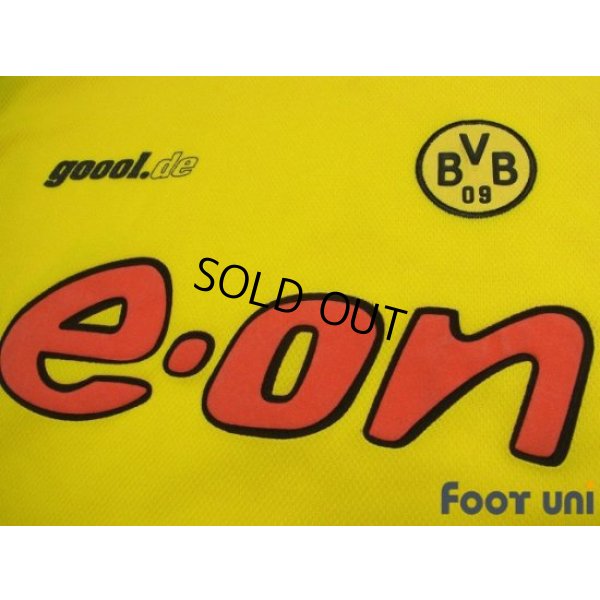 goool.de
BVB
09
SOLD OUT
e·on
FOOT UNI